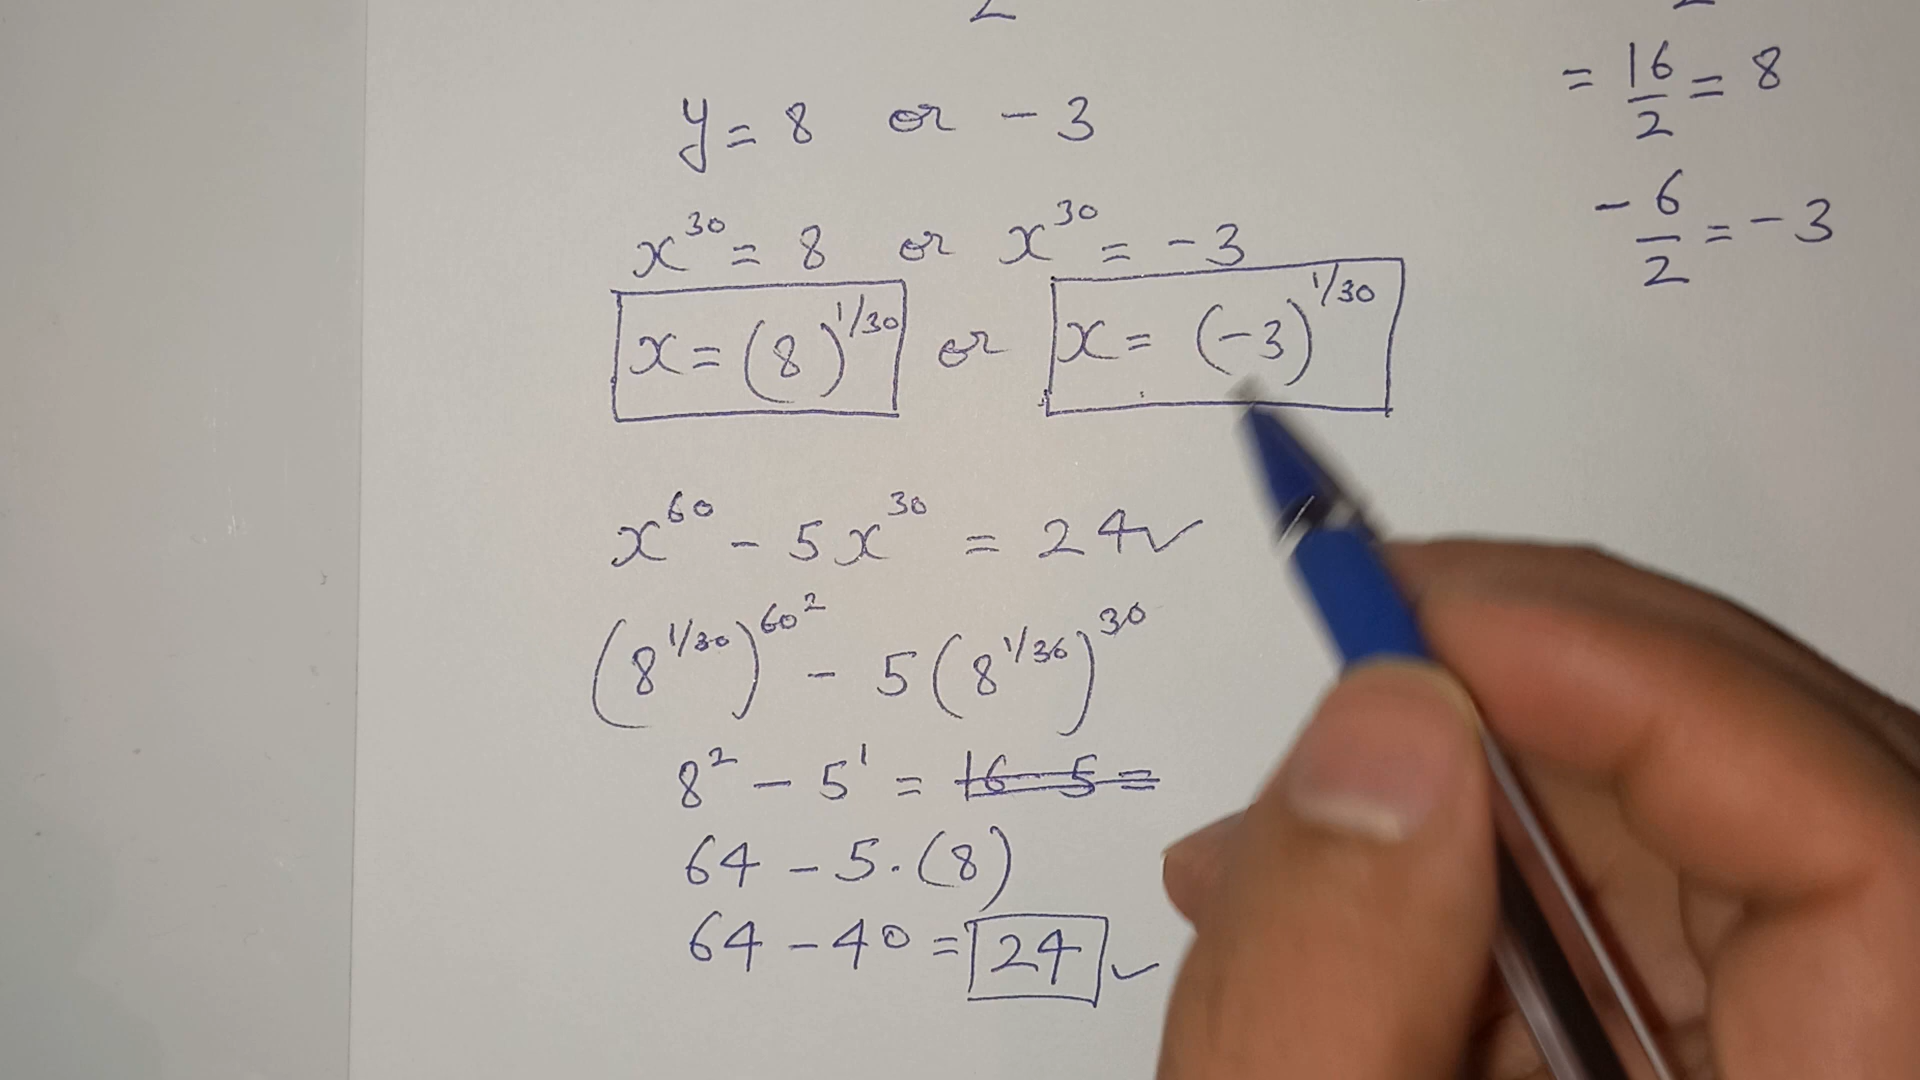 y = 8 or - 3
x^30 = 8 or x^30 = - 3
x = (8)^1/30 or x = (-3)^1/30
x^60 - 5x^30 = 24✓
(8^1/30)^60 2 - 5(8^1/30)^30
8^2 - 5^1 = 16 - 5 =
64 - 5.(8)
64 - 40 = 24 ✓
= 16/2 = 8
- 6/2 = - 3